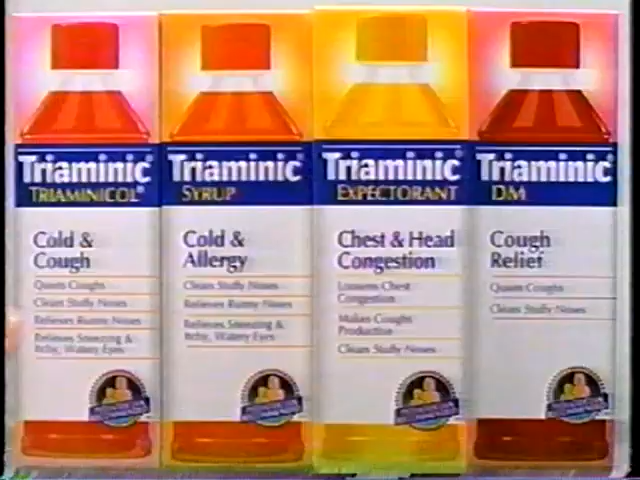 Triaminic®
TRIAMINICOL®
Cold &
Cough
Quiets Coughs
Clears Stuffy Noses
Relieves Runny Noses
Relieves Sneezing &
Itchy, Watery Eyes
Triaminic®
SYRUP
Cold &
Allergy
Clears Stuffy Noses
Relieves Runny Noses
Relieves Sneezing &
Itchy, Watery Eyes
Triaminic®
EXPECTORANT
Chest & Head
Congestion
Loosens Chest
Congestion
Makes Coughs
Productive
Clears Stuffy Noses
Triaminic®
DM
Cough
Relief
Quiets Coughs
Clears Stuffy Noses